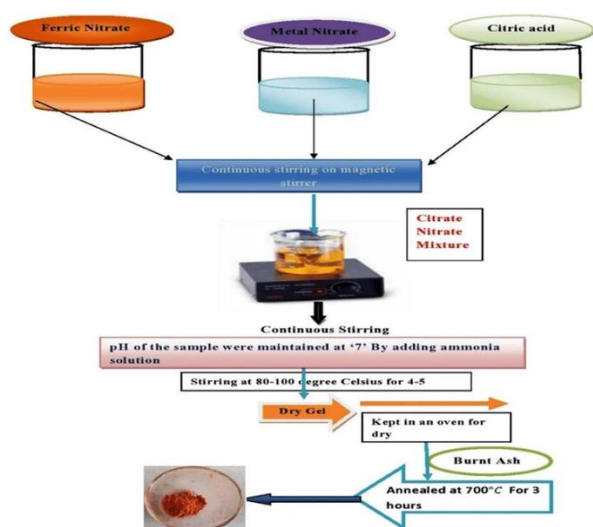 Ferric Nitrate
Metal Nitrate
Citric acid
Continuous stirring on magnetic
stirrer
Citrate
Nitrate
Mixture
Continuous Stirring
pH of the sample were maintained at ‘7’ By adding ammonia
solution
Stirring at 80-100 degree Celsius for 4-5
Dry Gel
Kept in an oven for
dry
Burnt Ash
Annealed at 700°C For 3
hours